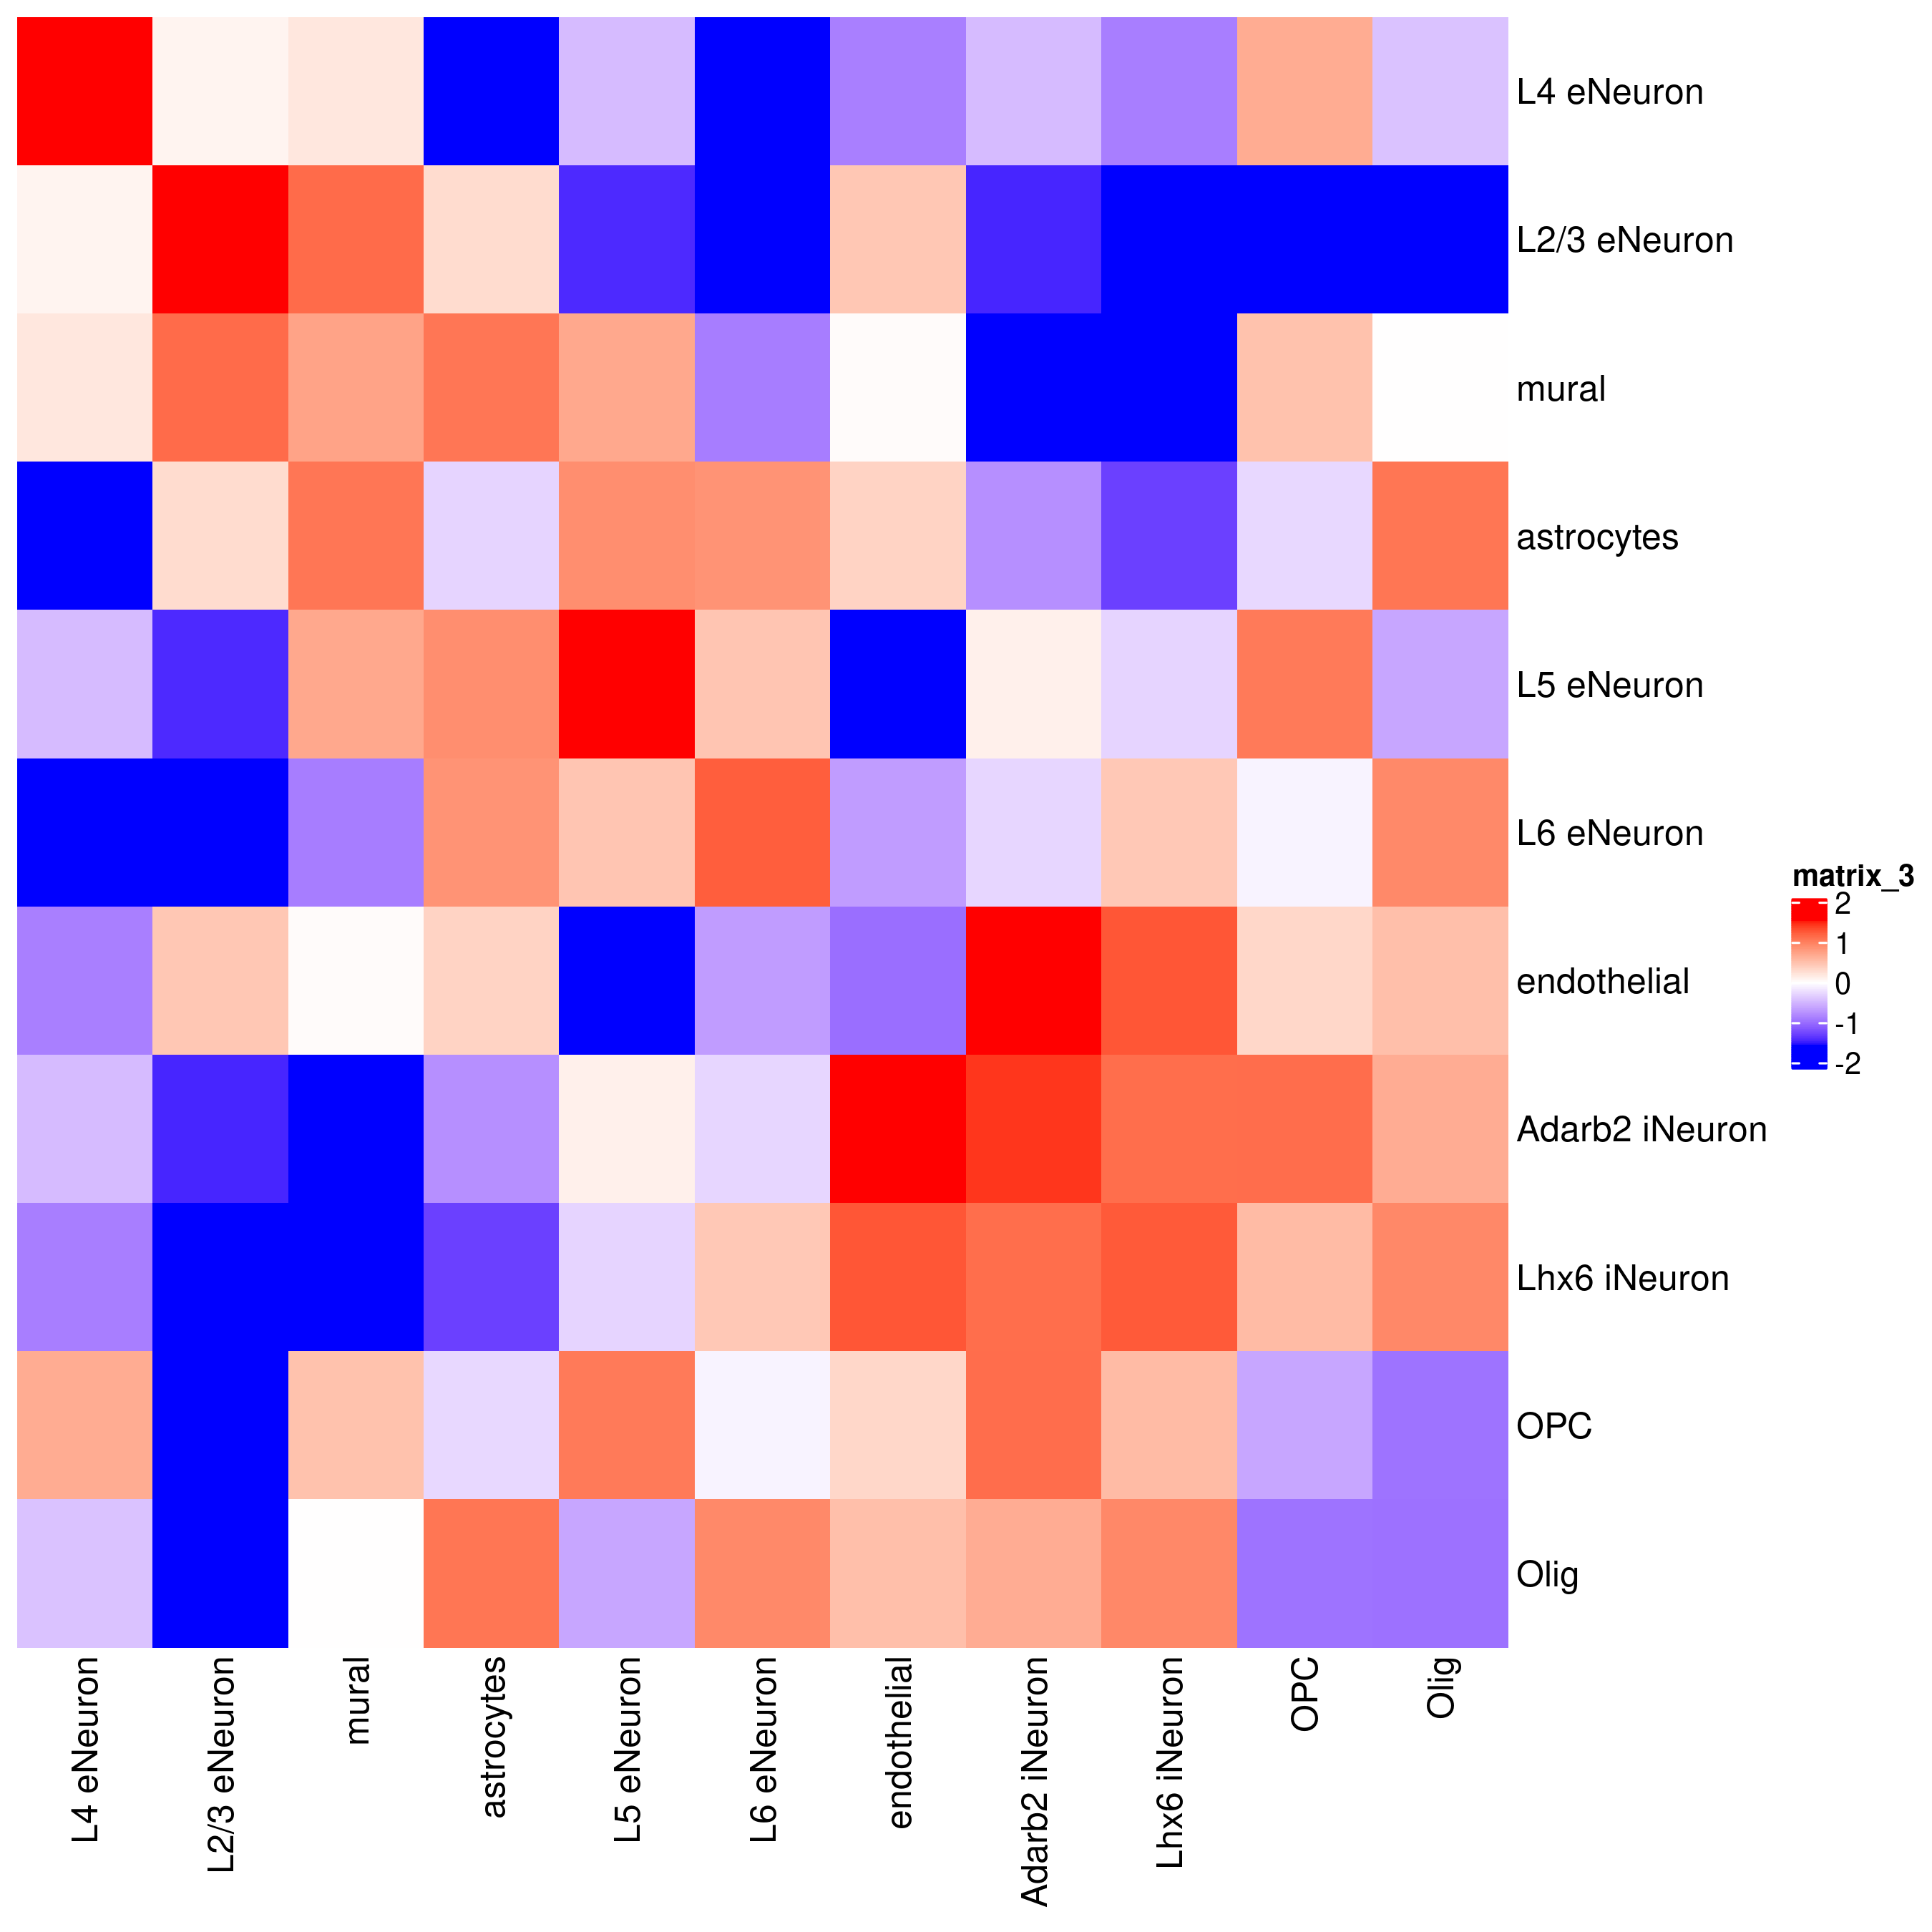 L4 eNeuron
L2/3 eNeuron
mural
astrocytes
L5 eNeuron
L6 eNeuron
endothelial
Adarb2 iNeuron
Lhx6 iNeuron
OPC
Olig
matrix_3
2
1
0
-1
-2
L4 eNeuron
L2/3 eNeuron
mural
astrocytes
L5 eNeuron
L6 eNeuron
endothelial
Adarb2 iNeuron
Lhx6 iNeuron
OPC
Olig